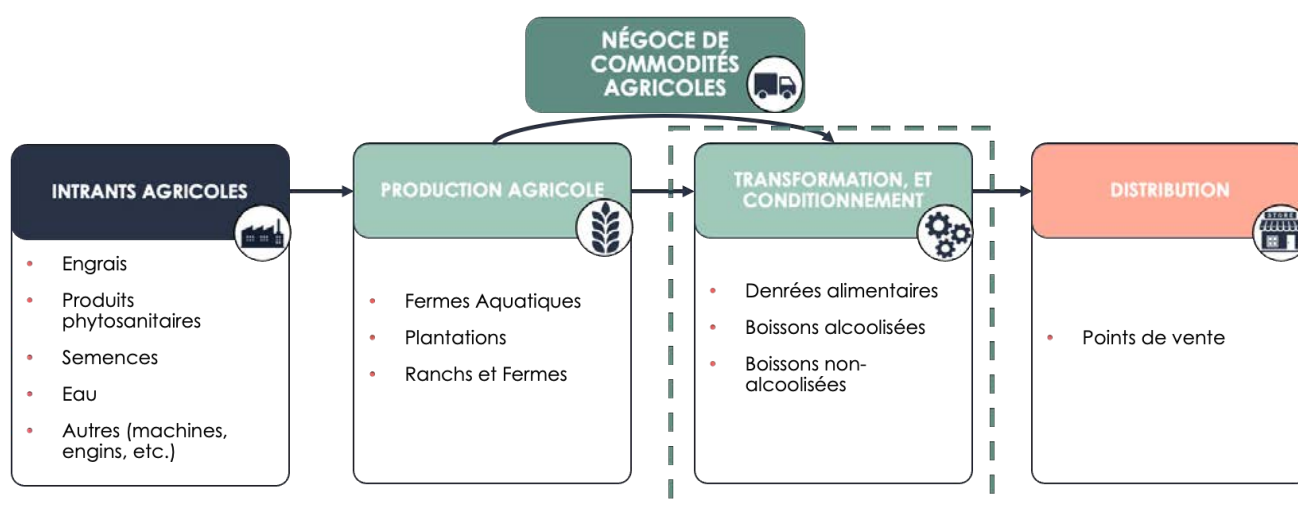 NÉGOCE DE
COMMODITÉS
AGRICOLES
INTRANTS AGRICOLES
• Engrais
• Produits
phytosanitaires
• Semences
• Eau
• Autres (machines,
engins, etc.)
PRODUCTION AGRICOLE
• Fermes Aquatiques
• Plantations
• Ranchs et Fermes
TRANSFORMATION, ET
CONDITIONNEMENT
• Denrées alimentaires
• Boissons alcoolisées
• Boissons non-
alcoolisées
DISTRIBUTION
STORE
• Points de vente